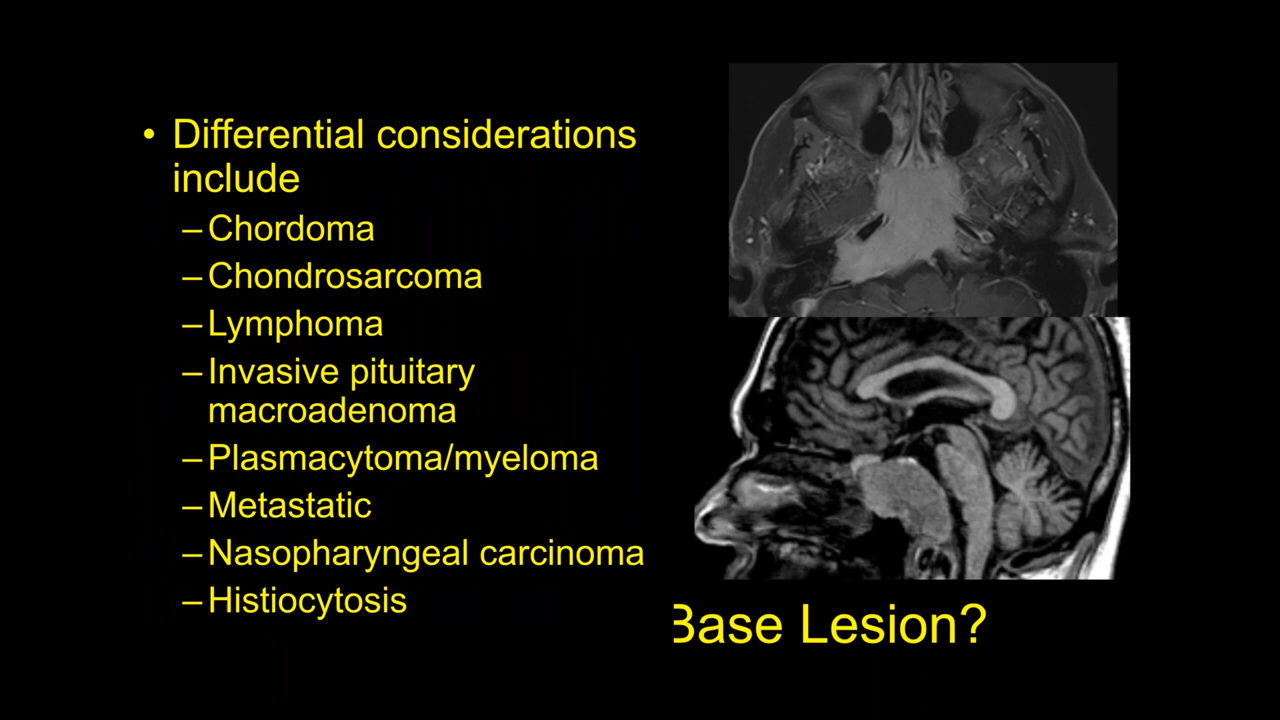 • Differential considerations
include
–Chordoma
–Chondrosarcoma
–Lymphoma
–Invasive pituitary
macroadenoma
–Plasmacytoma/myeloma
–Metastatic
–Nasopharyngeal carcinoma
–Histiocytosis
Base Lesion?